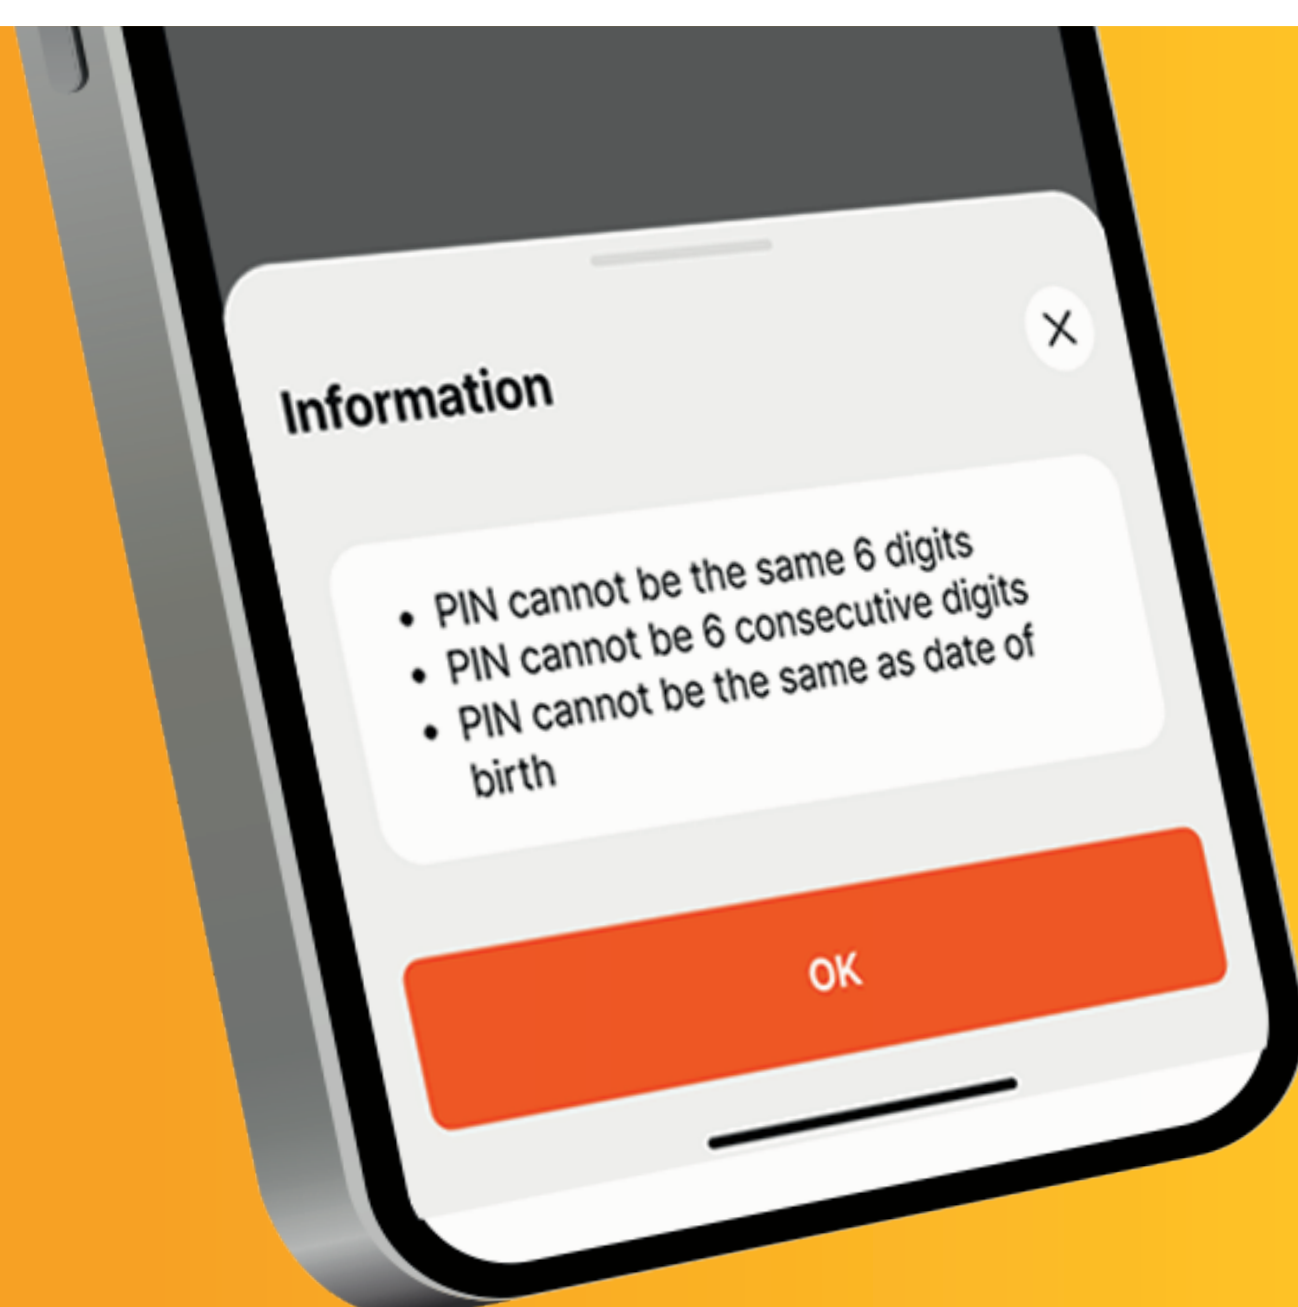 Information
• PIN cannot be the same 6 digits
• PIN cannot be 6 consecutive digits
• PIN cannot be the same as date of
birth
OK